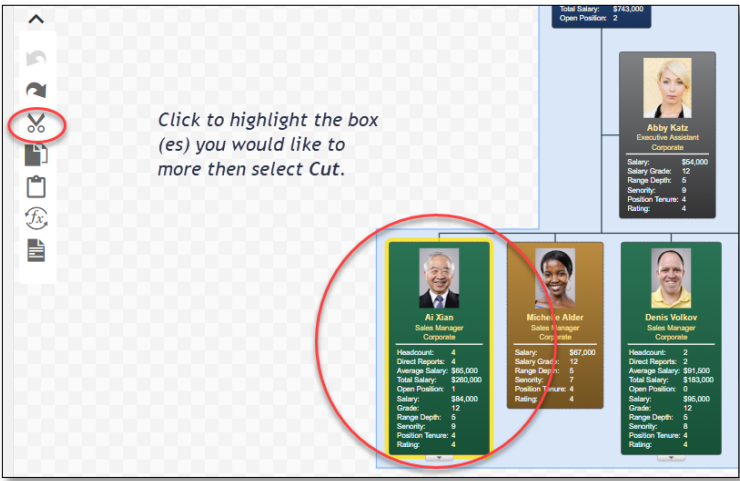 Total Salary: $743,000
Open Position: 2
Click to highlight the box
(es) you would like to
more then select Cut.
Abby Katz
Executive Assistant
Corporate
Salary: $54,000
Salary Grade: 12
Range Depth: 5
Senority: 9
Position Tenure: 4
Rating: 4
Ai Xian
Sales Manager
Corporate
Headcount: 4
Direct Reports: 4
Average Salary: $65,000
Total Salary: $260,000
Open Position: 1
Salary: $84,000
Grade: 12
Range Depth: 5
Senority: 9
Position Tenure: 4
Rating: 4
Michelle Alder
Sales Manager
Corporate
Salary: $67,000
Salary Grade: 12
Range Depth: 5
Senority: 7
Position Tenure: 4
Rating: 4
Denis Volkov
Sales Manager
Corporate
Headcount: 2
Direct Reports: 2
Average Salary: $91,500
Total Salary: $183,000
Open Position: 0
Salary: $95,000
Grade: 12
Range Depth: 5
Senority: 8
Position Tenure: 4
Rating: 4
fx